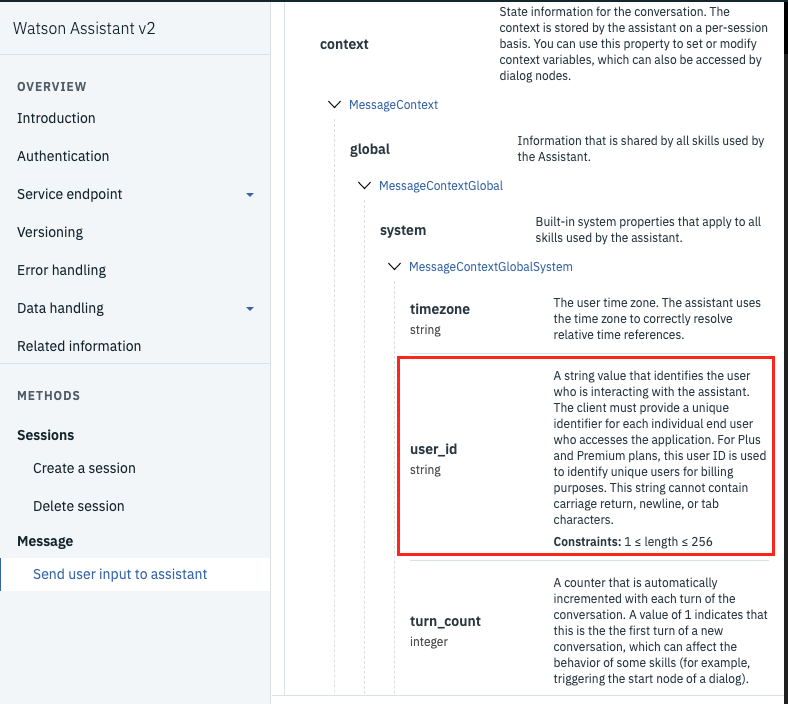 Watson Assistant v2
OVERVIEW
Introduction
Authentication
Service endpoint
Versioning
Error handling
Data handling
Related information
METHODS
Sessions
Create a session
Delete session
Message
Send user input to assistant
context
State information for the conversation. The
context is stored by the assistant on a per-session
basis. You can use this property to set or modify
context variables, which can also be accessed by
dialog nodes.
MessageContext
global
Information that is shared by all skills used by
the Assistant.
MessageContextGlobal
system
Built-in system properties that apply to all
skills used by the assistant.
MessageContextGlobalSystem
timezone
string
The user time zone. The assistant uses
the time zone to correctly resolve
relative time references.
user_id
string
A string value that identifies the user
who is interacting with the assistant.
The client must provide a unique
identifier for each individual end user
who accesses the application. For Plus
and Premium plans, this user ID is used
to identify unique users for billing
purposes. This string cannot contain
carriage return, newline, or tab
characters.
Constraints: 1 ≤ length ≤ 256
turn_count
integer
A counter that is automatically
incremented with each turn of the
conversation. A value of 1 indicates that
this is the the first turn of a new
conversation, which can affect the
behavior of some skills (for example,
triggering the start node of a dialog).